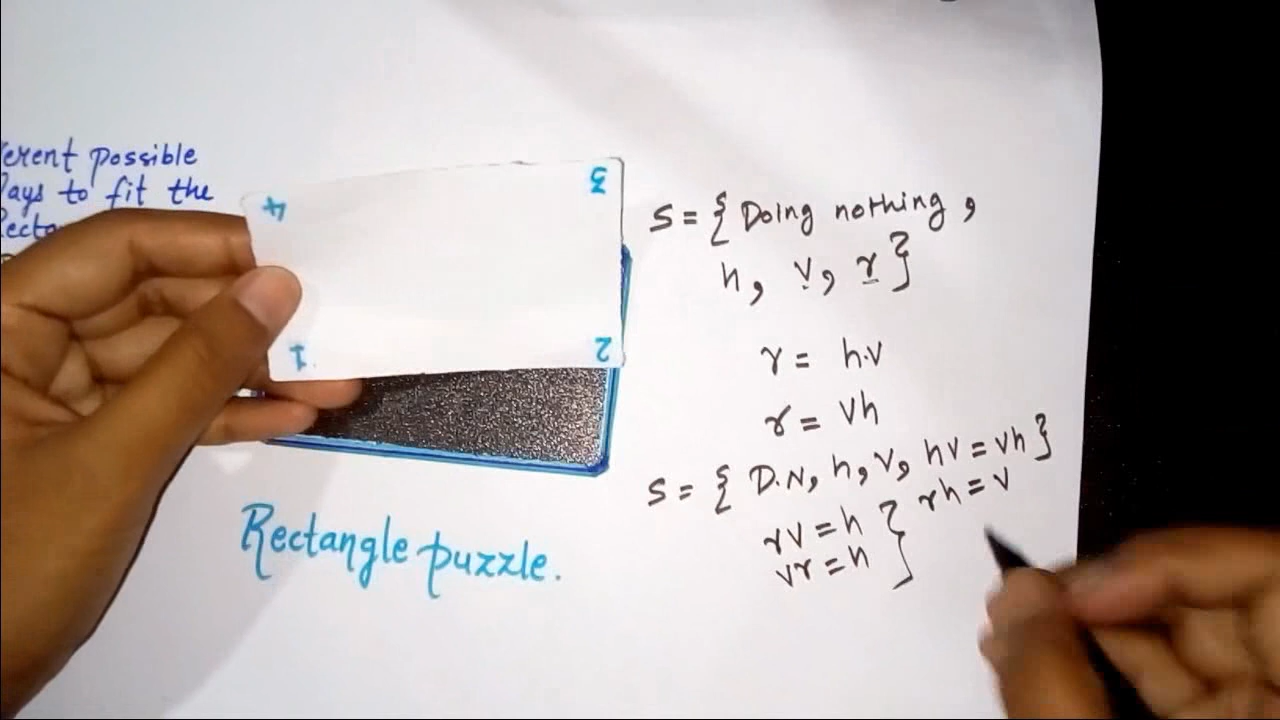 erent possible
ays to fit the
4
3
1
2
S = { Doing nothing ,
h, v, r }
r = h.v
r = vh
S = { D.N, h, v, hv = vh }
rv = h } rh = v
vr = h
Rectangle puzzle.